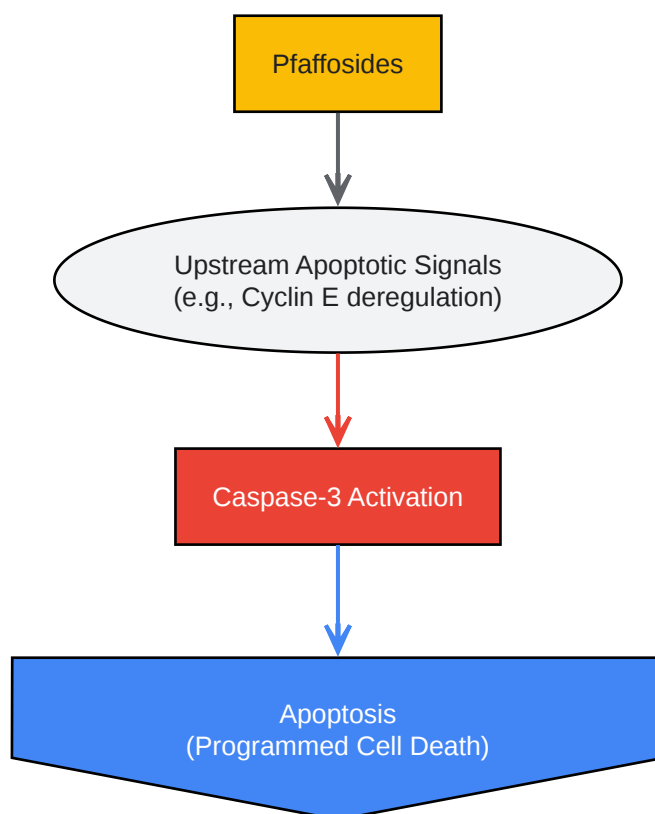 Pfaffosides
Upstream Apoptotic Signals
(e.g., Cyclin E deregulation)
Caspase-3 Activation
Apoptosis
(Programmed Cell Death)